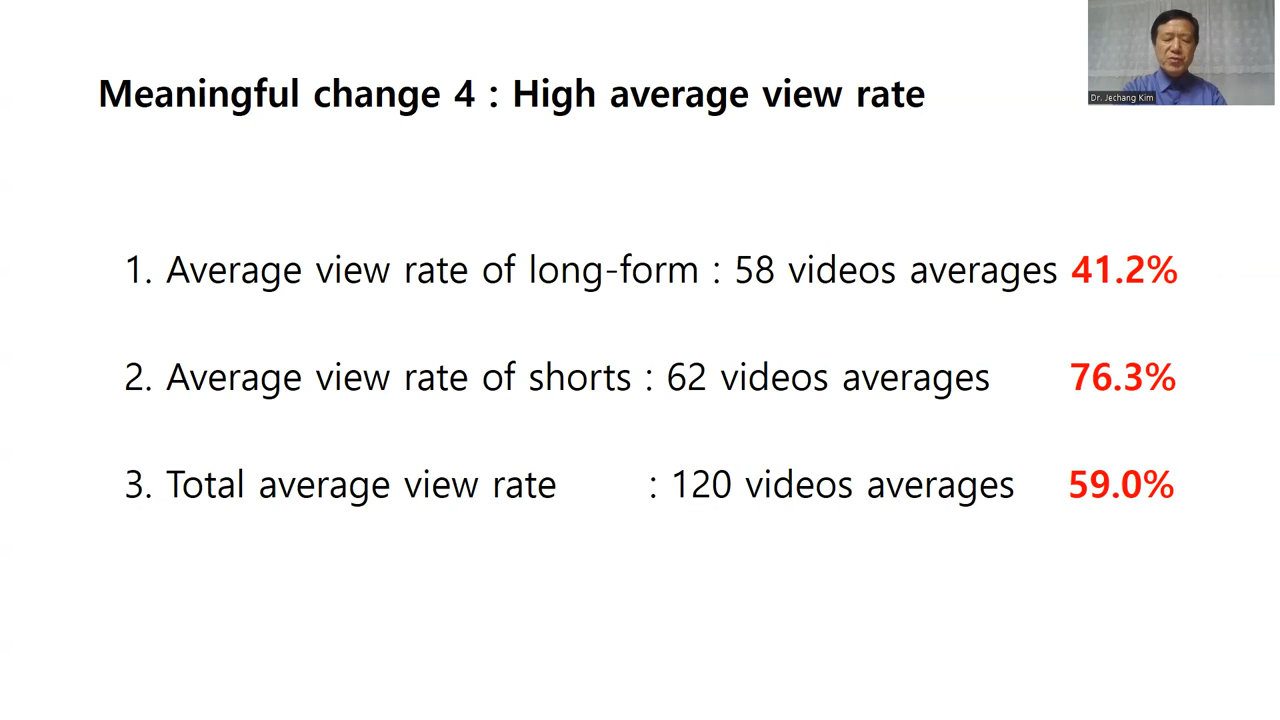 Meaningful change 4 : High average view rate
Dr. Jechang Kim
1. Average view rate of long-form : 58 videos averages 41.2%
2. Average view rate of shorts : 62 videos averages 76.3%
3. Total average view rate : 120 videos averages 59.0%